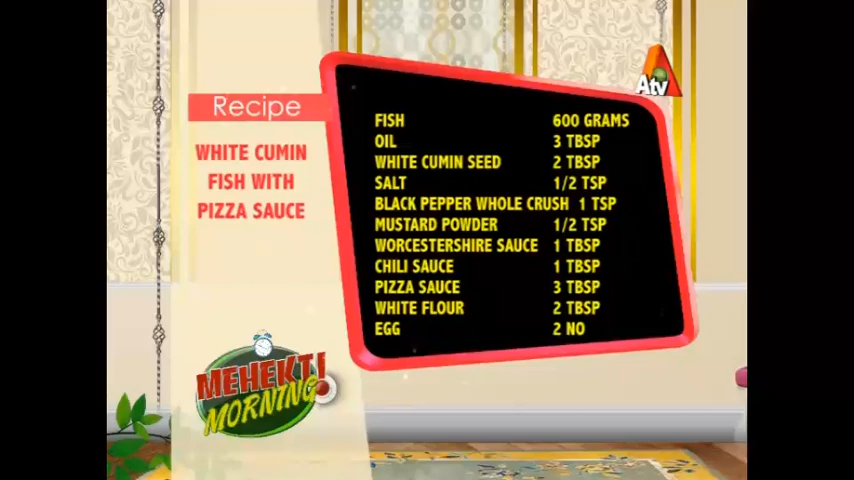 Atv
Recipe
WHITE CUMIN
FISH WITH
PIZZA SAUCE
FISH 600 GRAMS
OIL 3 TBSP
WHITE CUMIN SEED 2 TBSP
SALT 1/2 TSP
BLACK PEPPER WHOLE CRUSH 1 TSP
MUSTARD POWDER 1/2 TSP
WORCESTERSHIRE SAUCE 1 TBSP
CHILI SAUCE 1 TBSP
PIZZA SAUCE 3 TBSP
WHITE FLOUR 2 TBSP
EGG 2 NO
MEHEKTI
MORNING